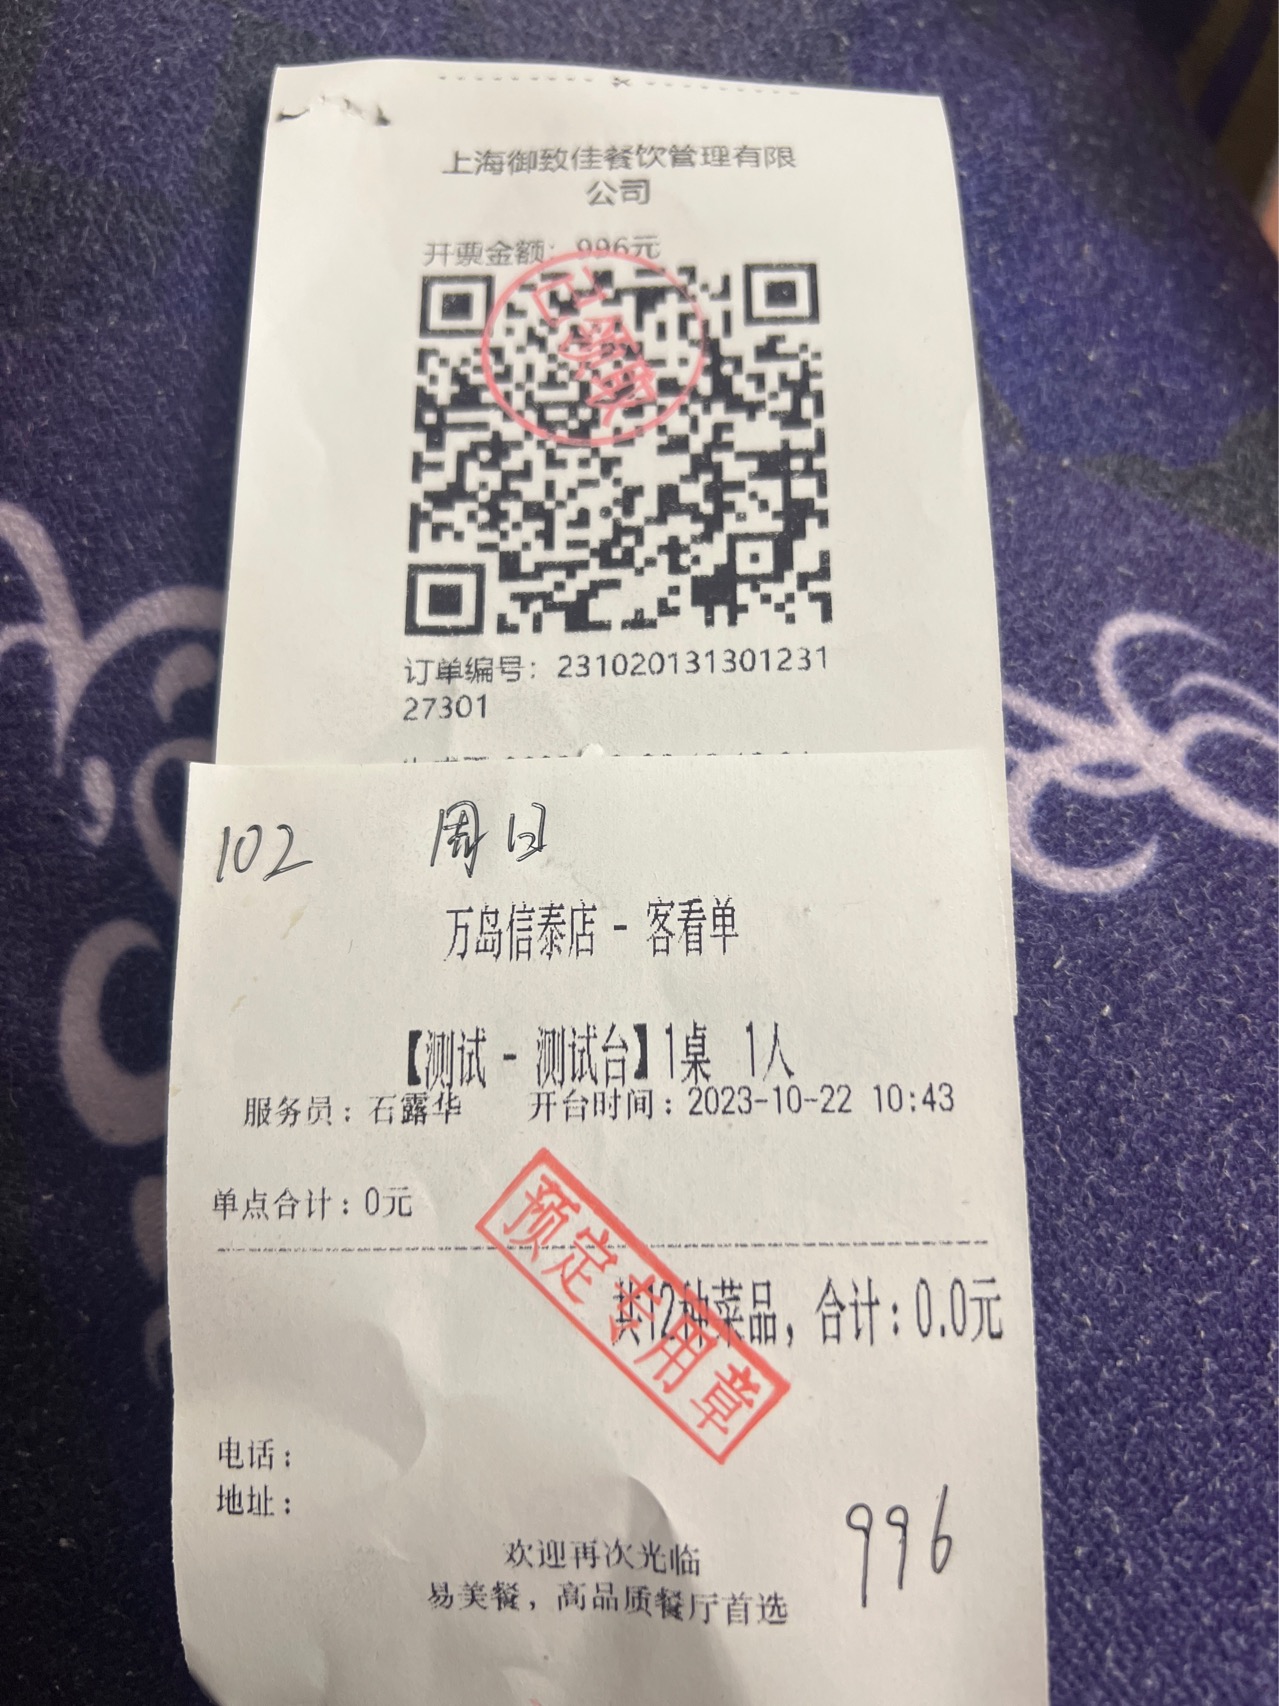 上海御致佳餐饮管理有限
公司
开票金额: 996元
已领取
订单编号: 231020131301231
27301
102 周日
万岛信泰店 - 客看单
【测试 - 测试台】1桌 1人
服务员: 石露华 开台时间: 2023-10-22 10:43
单点合计: 0元
预定专用章
共12种菜品, 合计: 0.0元
电话:
地址:
996
欢迎再次光临
易美餐, 高品质餐厅首选